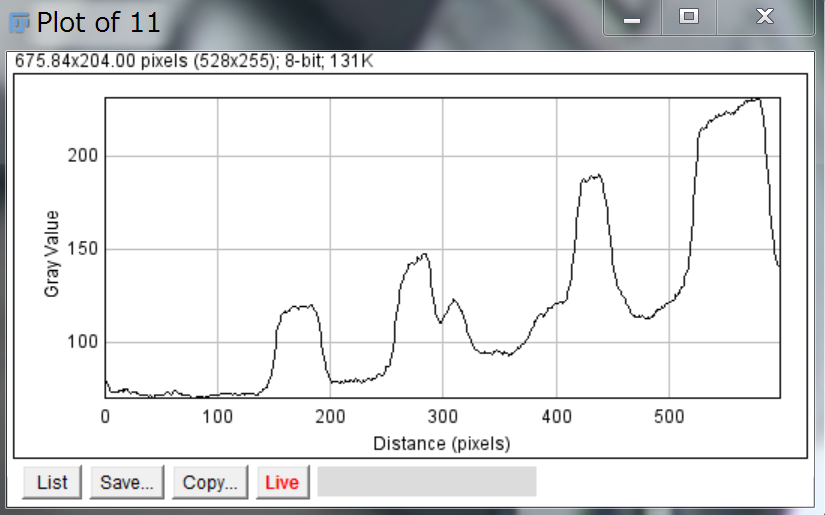 Plot of 11
675.84x204.00 pixels (528x255); 8-bit; 131K
200
150
100
Gray Value
0 100 200 300 400 500
Distance (pixels)
List Save... Copy... Live